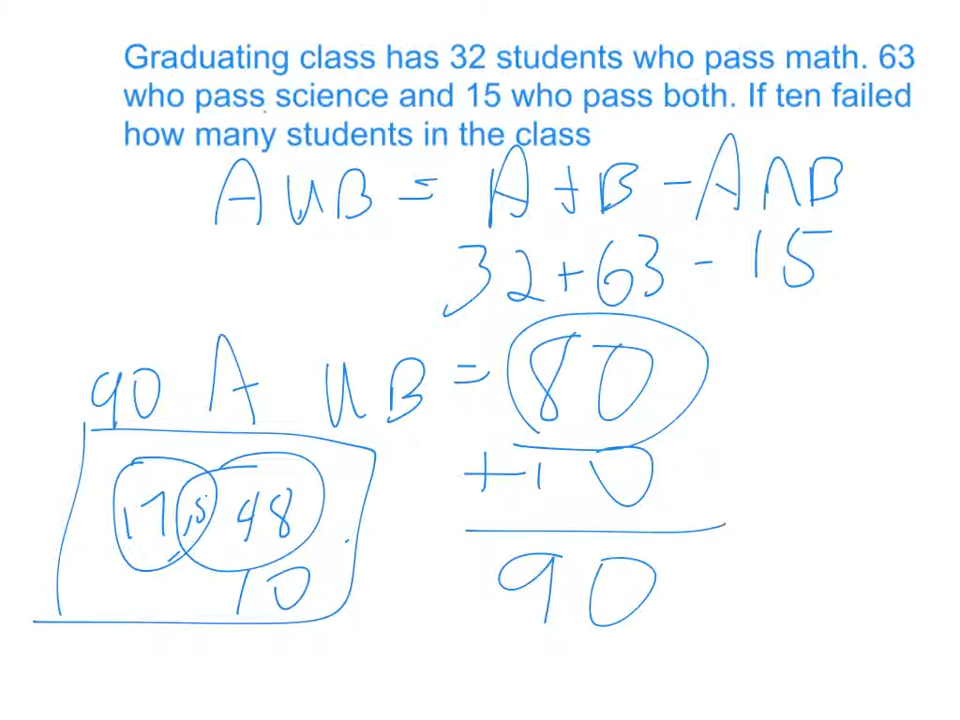 Graduating class has 32 students who pass math. 63
who pass science and 15 who pass both. If ten failed
how many students in the class
A U B = A + B - A ∩ B
32 + 63 - 15
90 A U B = 80
+10
17 15 48
10
90